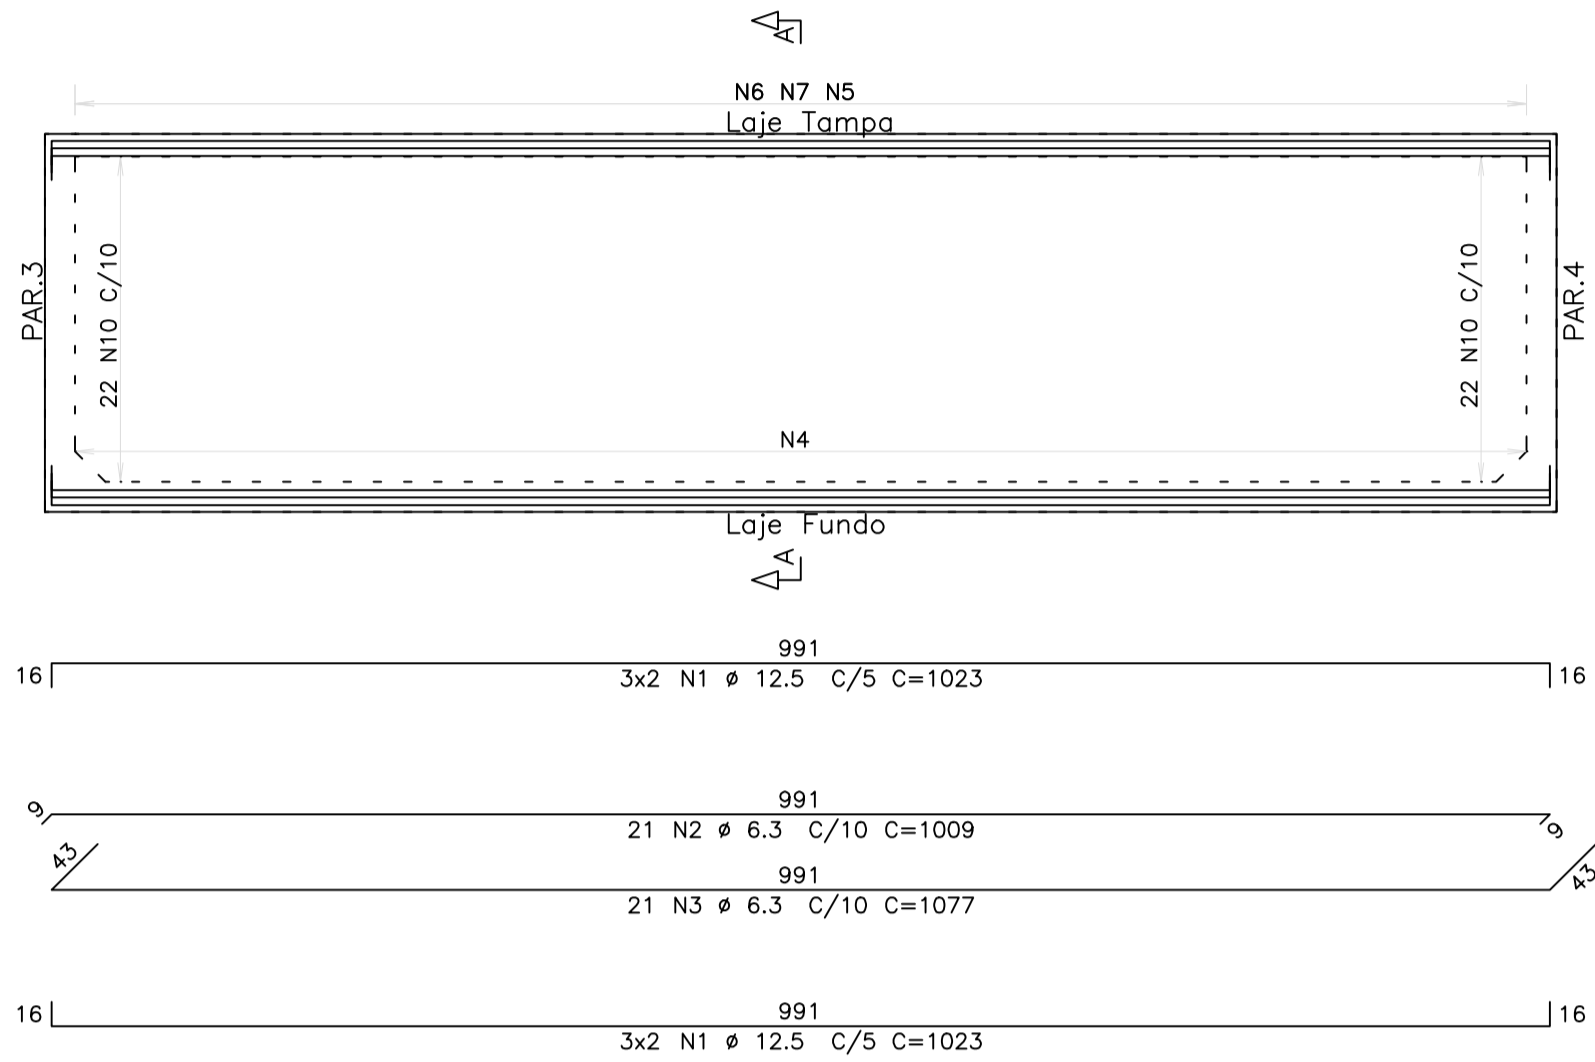 A
N6 N7 N5
Laje Tampa
PAR.3
22 N10 C/10
22 N10 C/10
PAR.4
N4
Laje Fundo
A
991
16
3x2 N1 ø 12.5 C/5 C=1023
16
991
9
21 N2 ø 6.3 C/10 C=1009
9
43
991
21 N3 ø 6.3 C/10 C=1077
43
991
16
16
3x2 N1 ø 12.5 C/5 C=1023